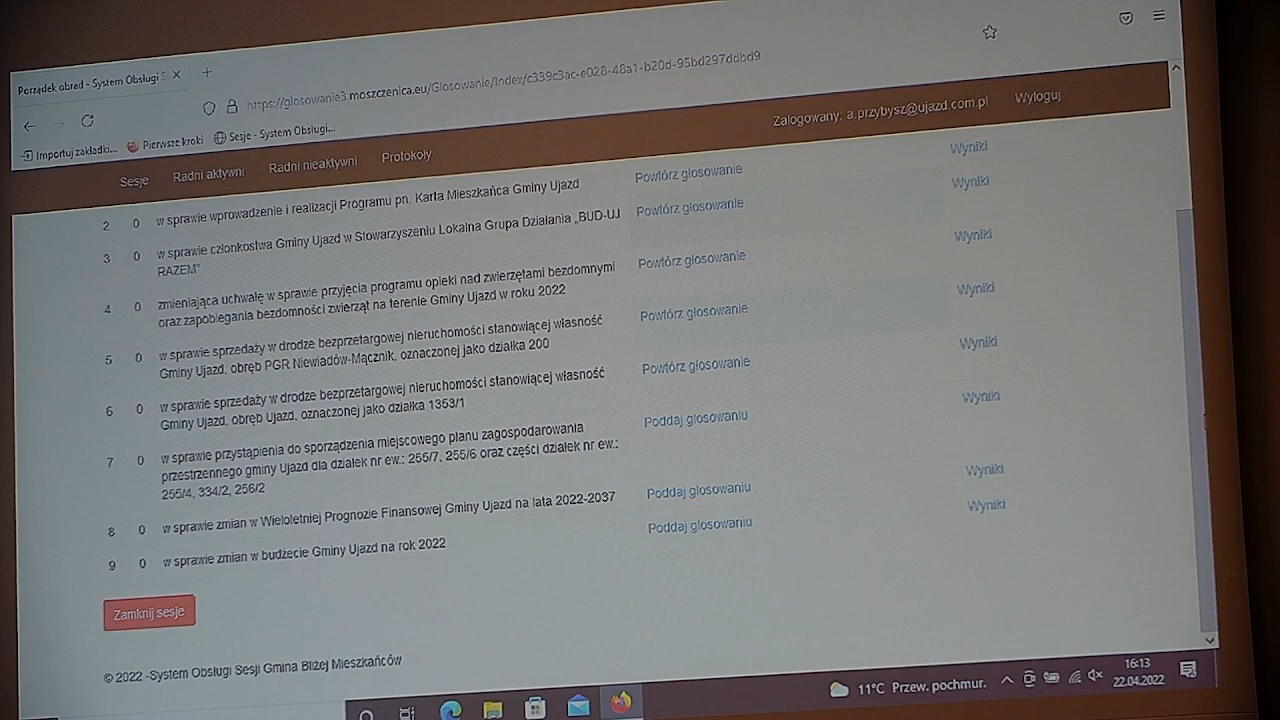 Porządek obrad - System Obsługi S
https://glosowanie3.moszczenica.eu/Glosowanie/Index/c339c3ac-e028-48a1-b20d-95bd297ddbd9
Importuj zakładki... Pierwsze kroki Sesje - System Obsługi...
Zalogowany: a.przybysz@ujazd.com.pl Wyloguj
Sesje Radni aktywni Radni nieaktywni Protokoły
2 0 w sprawie wprowadzenie i realizacji Programu pn. Karta Mieszkańca Gminy Ujazd Powtórz głosowanie Wyniki
3 0 w sprawie członkostwa Gminy Ujazd w Stowarzyszeniu Lokalna Grupa Działania „BUD-UJ Powtórz głosowanie Wyniki
RAZEM”
4 0 zmieniająca uchwałę w sprawie przyjęcia programu opieki nad zwierzętami bezdomnymi Powtórz głosowanie Wyniki
oraz zapobiegania bezdomności zwierząt na terenie Gminy Ujazd w roku 2022
5 0 w sprawie sprzedaży w drodze bezprzetargowej nieruchomości stanowiącej własność Powtórz głosowanie Wyniki
Gminy Ujazd, obręb PGR Niewiadów-Mącznik, oznaczonej jako działka 200
6 0 w sprawie sprzedaży w drodze bezprzetargowej nieruchomości stanowiącej własność Powtórz głosowanie Wyniki
Gminy Ujazd, obręb Ujazd, oznaczonej jako działka 1363/1
7 0 w sprawie przystąpienia do sporządzenia miejscowego planu zagospodarowania Poddaj głosowaniu Wyniki
przestrzennego gminy Ujazd dla działek nr ew.: 255/7, 255/6 oraz części działek nr ew.:
255/4, 334/2, 256/2
8 0 w sprawie zmian w Wieloletniej Prognozie Finansowej Gminy Ujazd na lata 2022-2037 Poddaj głosowaniu Wyniki
9 0 w sprawie zmian w budżecie Gminy Ujazd na rok 2022 Poddaj głosowaniu Wyniki
Zamknij sesje
© 2022 -System Obsługi Sesji Gmina Bliżej Mieszkańców
11°C Przew. pochmur. 16:13
22.04.2022